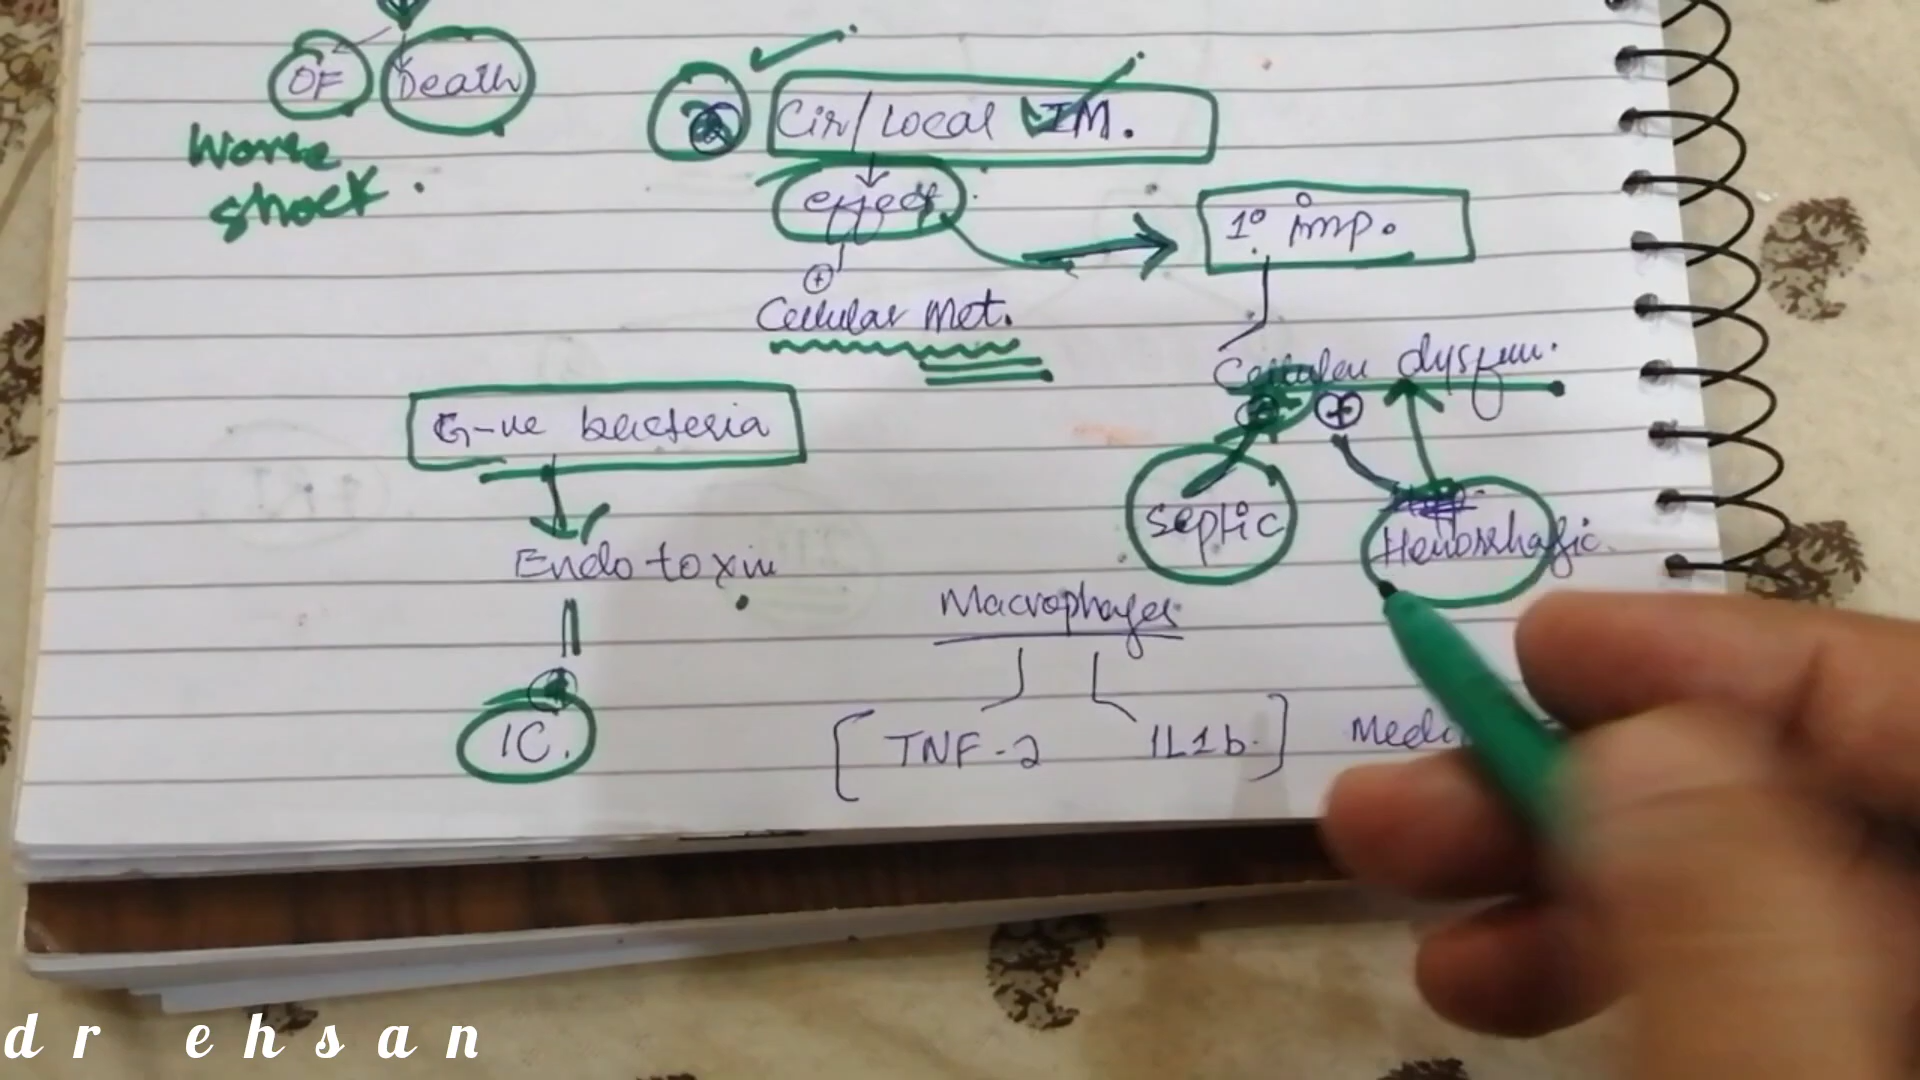 OF Death
Worse
shock.
Cir/Local IM.
effect
1° imp.
+
Cellular Met.
Cellular dysfun.
+
G-ve bacteria
Septic
Hemorrhagic
Endotoxin
Macrophages
IC.
[TNF-2 IL1b.] Medi
dr ehsan